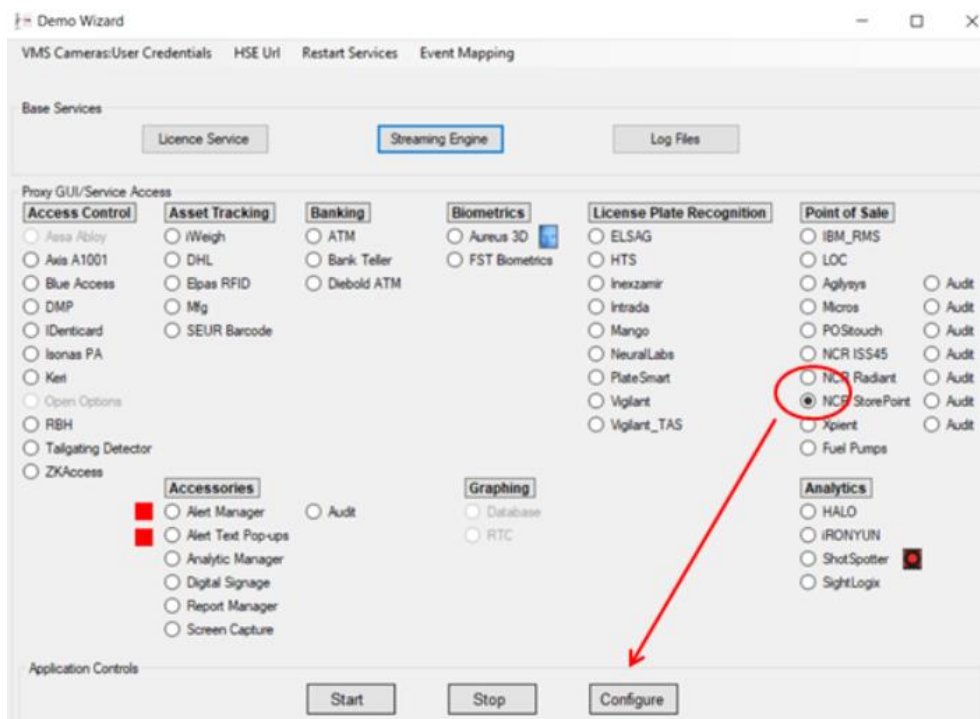 Demo Wizard
VMS Cameras:User Credentials HSE Url Restart Services Event Mapping
Base Services
Licence Service Streaming Engine Log Files
Proxy GUI/Service Access
Access Control
Assa Abloy
Axis A1001
Blue Access
DMP
IDenticard
Isonas PA
Keri
Open Options
RBH
Tailgating Detector
ZKAccess
Asset Tracking
iWeigh
DHL
Elpas RFID
Mfg
SEUR Barcode
Banking
ATM
Bank Teller
Diebold ATM
Biometrics
Aureus 3D
FST Biometrics
License Plate Recognition
ELSAG
HTS
Inexzamir
Intrada
Mango
NeuralLabs
PlateSmart
Vigilant
Vigilant_TAS
Point of Sale
IBM_RMS
LOC
Agilysys Audit
Micros Audit
POStouch Audit
NCR ISS45 Audit
NCR Radiant Audit
NCR StorePoint Audit
Xpient Audit
Fuel Pumps
Accessories
Alert Manager Audit
Alert Text Pop-ups
Analytic Manager
Digital Signage
Report Manager
Screen Capture
Graphing
Database
RTC
Analytics
HALO
iRONYUN
ShotSpotter
SightLogix
Application Controls
Start Stop Configure